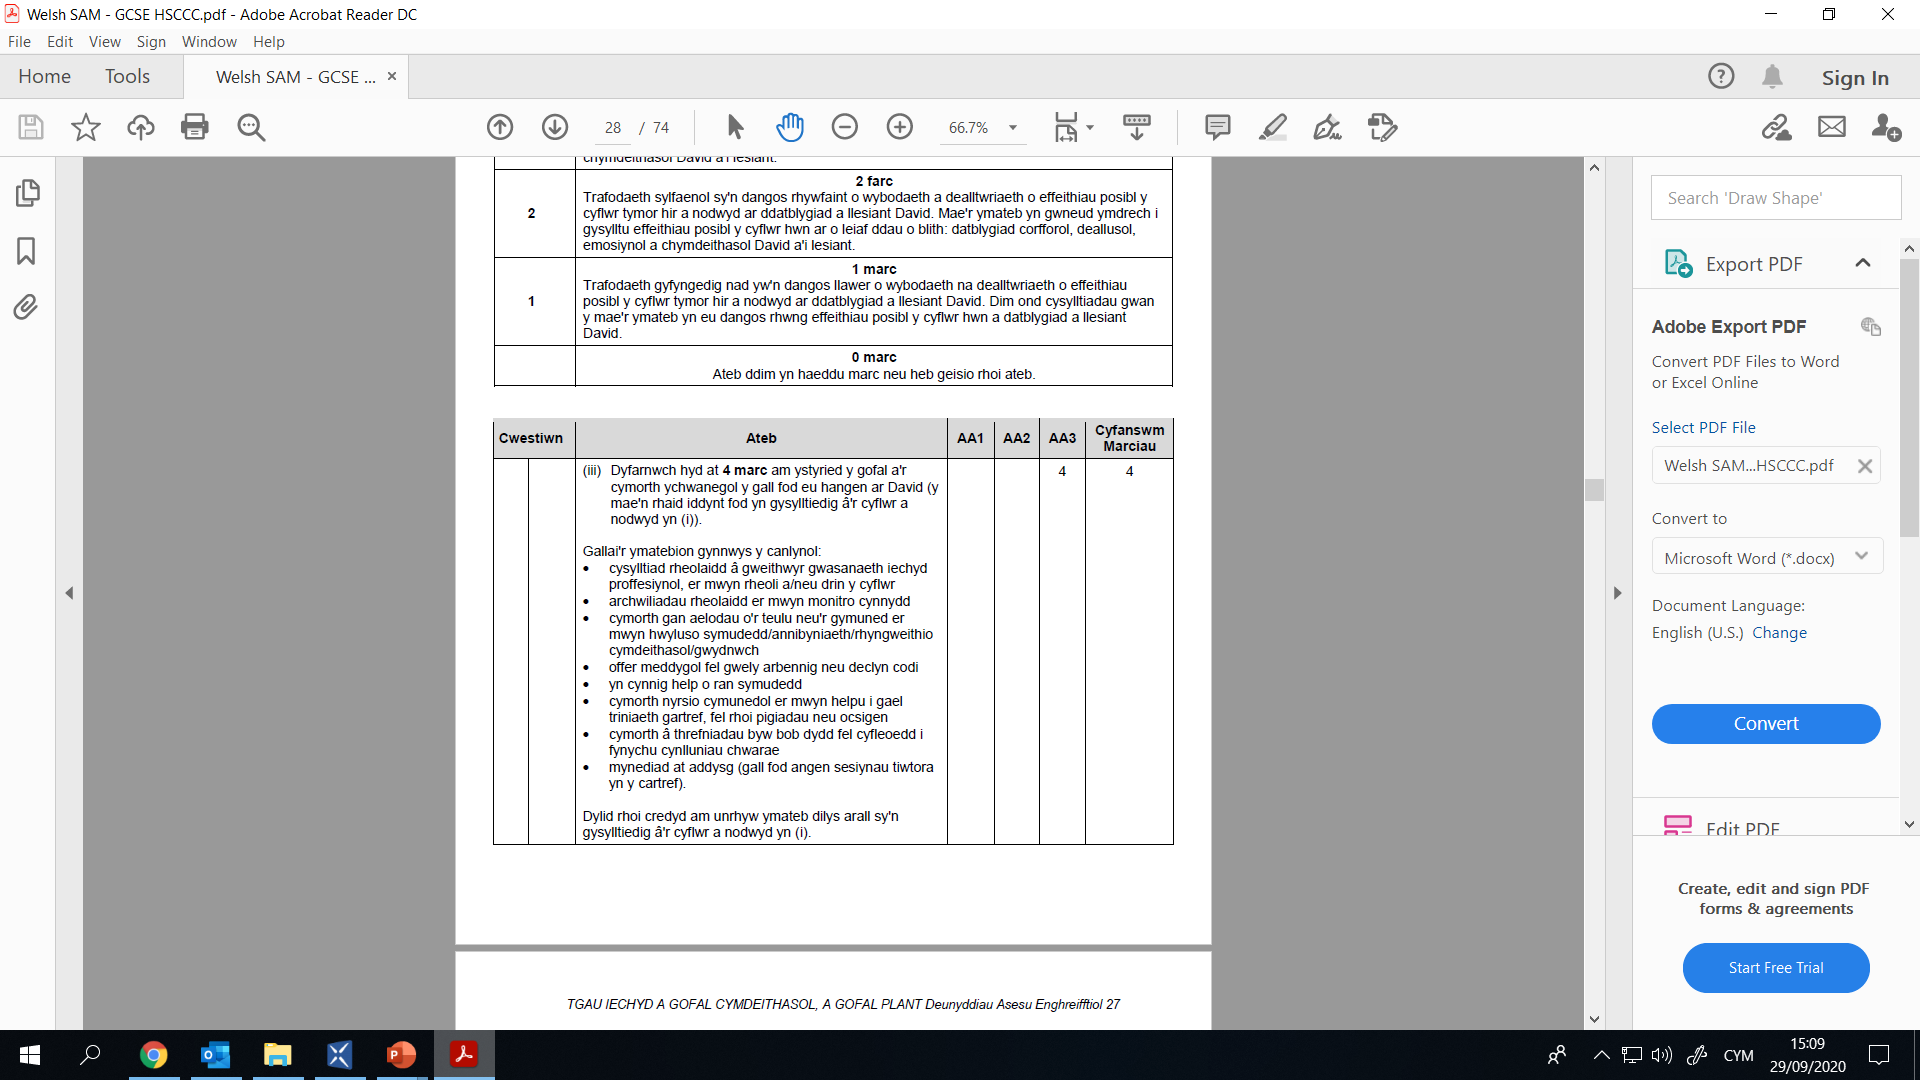 Welsh SAM - GCSE HSCCC.pdf - Adobe Acrobat Reader DC
File Edit View Sign Window Help
Home Tools Welsh SAM - GCSE ... ×
Sign In
28 / 74 66.7%
chymdeithasol David a'i lesiant.
2 farc
2
Trafodaeth sylfaenol sy'n dangos rhywfaint o wybodaeth a dealltwriaeth o effeithiau posibl y
cyflwr tymor hir a nodwyd ar ddatblygiad a llesiant David. Mae'r ymateb yn gwneud ymdrech i
gysylltu effeithiau posibl y cyflwr hwn ar o leiaf ddau o blith: datblygiad corfforol, deallusol,
emosiynol a chymdeithasol David a'i lesiant.
1 marc
1
Trafodaeth gyfyngedig nad yw'n dangos llawer o wybodaeth na dealltwriaeth o effeithiau
posibl y cyflwr tymor hir a nodwyd ar ddatblygiad a llesiant David. Dim ond cysylltiadau gwan
y mae'r ymateb yn eu dangos rhwng effeithiau posibl y cyflwr hwn a datblygiad a llesiant
David.
0 marc
Ateb ddim yn haeddu marc neu heb geisio rhoi ateb.
Cwestiwn Ateb AA1 AA2 AA3 Cyfanswm
Marciau
(iii) Dyfarnwch hyd at 4 marc am ystyried y gofal a'r 4 4
cymorth ychwanegol y gall fod eu hangen ar David (y
mae'n rhaid iddynt fod yn gysylltiedig â'r cyflwr a
nodwyd yn (i)).
Gallai'r ymatebion gynnwys y canlynol:
• cysylltiad rheolaidd â gweithwyr gwasanaeth iechyd
proffesiynol, er mwyn rheoli a/neu drin y cyflwr
• archwiliadau rheolaidd er mwyn monitro cynnydd
• cymorth gan aelodau o'r teulu neu'r gymuned er
mwyn hwyluso symudedd/annibyniaeth/rhyngweithio
cymdeithasol/gwydnwch
• offer meddygol fel gwely arbennig neu declyn codi
• yn cynnig help o ran symudedd
• cymorth nyrsio cymunedol er mwyn helpu i gael
triniaeth gartref, fel rhoi pigiadau neu ocsigen
• cymorth â threfniadau byw bob dydd fel cyfleoedd i
fynychu cynlluniau chwarae
• mynediad at addysg (gall fod angen sesiynau tiwtora
yn y cartref).
Dylid rhoi credyd am unrhyw ymateb dilys arall sy'n
gysylltiedig â'r cyflwr a nodwyd yn (i).
TGAU IECHYD A GOFAL CYMDEITHASOL, A GOFAL PLANT Deunyddiau Asesu Enghreifftiol 27
Search 'Draw Shape'
Export PDF
Adobe Export PDF
Convert PDF Files to Word
or Excel Online
Select PDF File
Welsh SAM...HSCCC.pdf
Convert to
Microsoft Word (*.docx)
Document Language:
English (U.S.) Change
Convert
Edit PDF
Create, edit and sign PDF
forms & agreements
Start Free Trial
CYM
15:09
29/09/2020